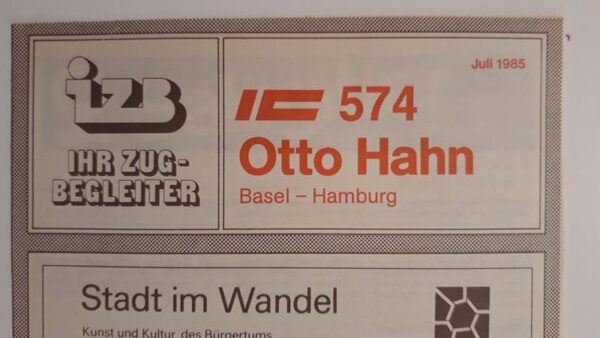 Juli 1985
izb
IHR ZUG-
BEGLEITER
IC 574
Otto Hahn
Basel – Hamburg
Stadt im Wandel
Kunst und Kultur des Bürgertums